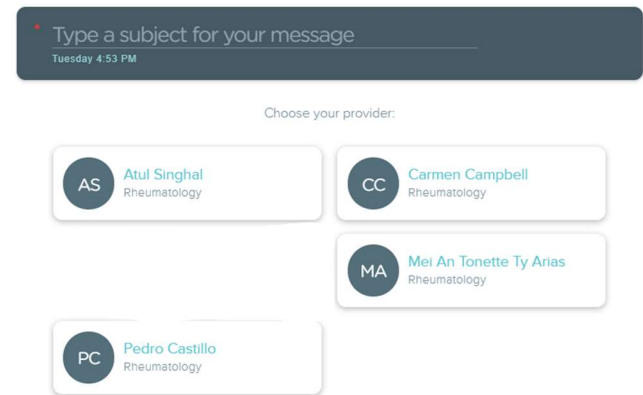 * Type a subject for your message
Tuesday 4:53 PM
Choose your provider:
AS
Atul Singhal
Rheumatology
CC
Carmen Campbell
Rheumatology
MA
Mei An Tonette Ty Arias
Rheumatology
PC
Pedro Castillo
Rheumatology